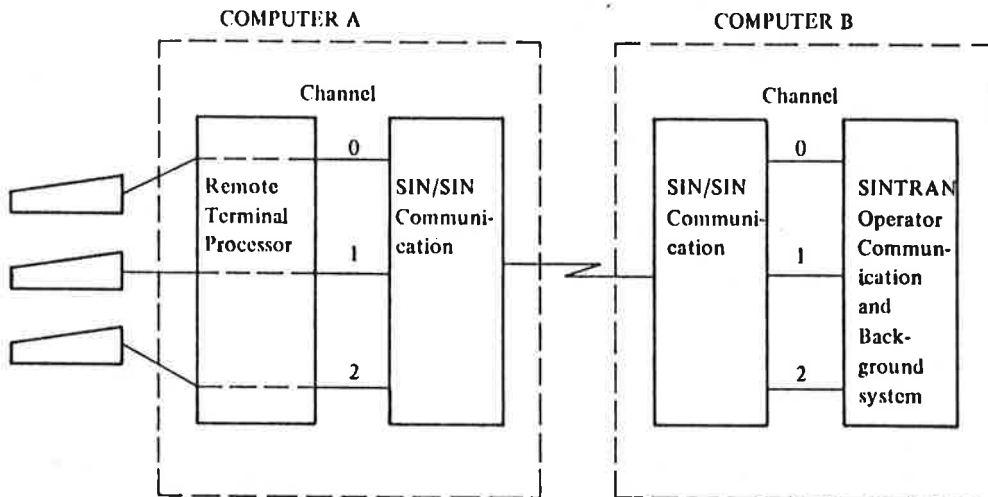 COMPUTER A
COMPUTER B
Channel
Channel
0
1
2
Remote
Terminal
Processor
SIN/SIN
Communi-
cation
SIN/SIN
Communi-
cation
0
1
2
SINTRAN
Operator
Commun-
ication
and
Back-
ground
system